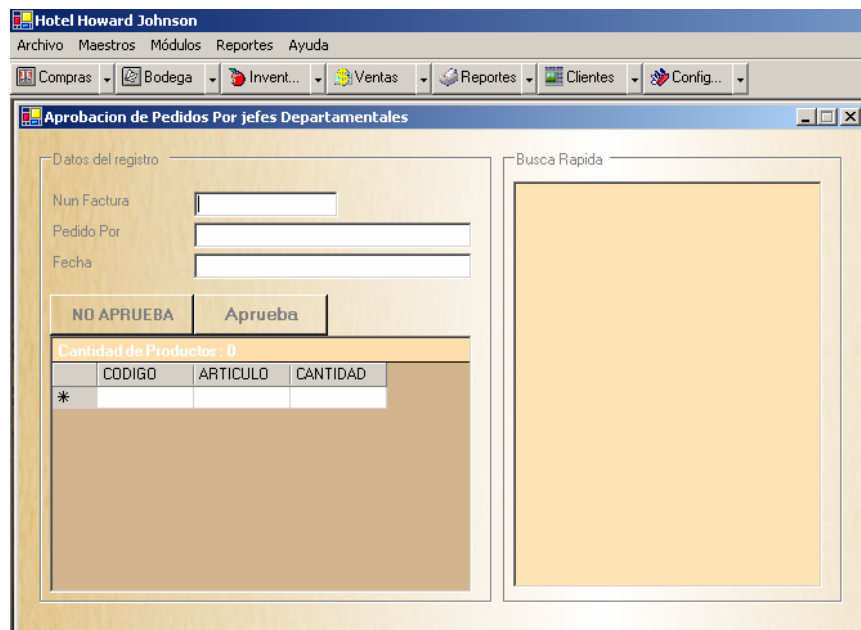 Hotel Howard Johnson
Archivo Maestros Módulos Reportes Ayuda
Compras Bodega Invent... Ventas Reportes Clientes Config...
Aprobacion de Pedidos Por jefes Departamentales
Datos del registro
Nun Factura
Pedido Por
Fecha
NO APRUEBA Aprueba
Cantidad de Productos : 0
CODIGO ARTICULO CANTIDAD
*
Busca Rapida